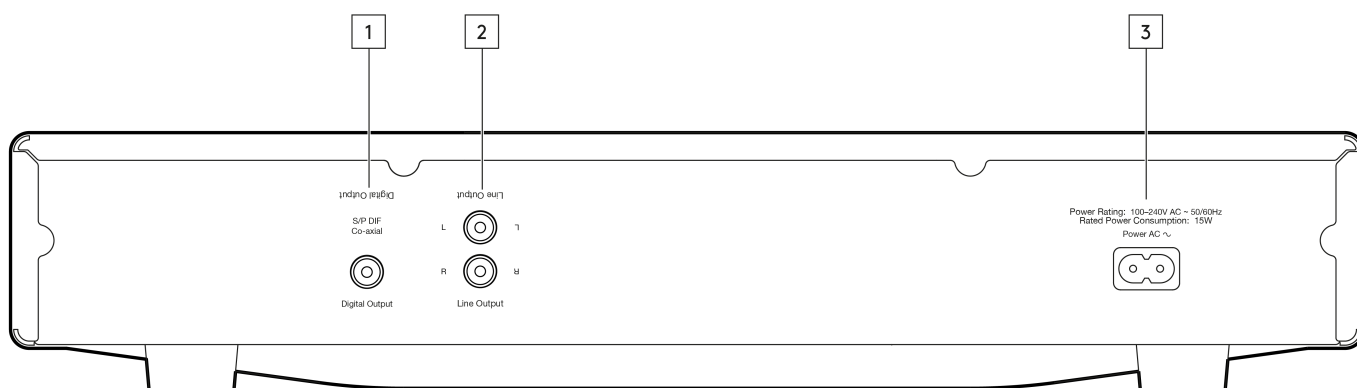 1
2
3
Digital Output
Line Output
S/P DIF
Co-axial
L
L
R
R
Digital Output
Line Output
Power Rating: 100–240V AC ~ 50/60Hz
Rated Power Consumption: 15W
Power AC ∿